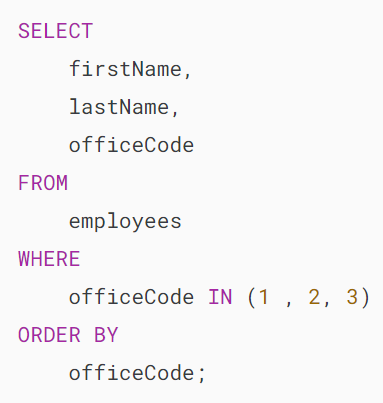 SELECT
    firstName,
    lastName,
    officeCode
FROM
    employees
WHERE
    officeCode IN (1 , 2, 3)
ORDER BY
    officeCode;